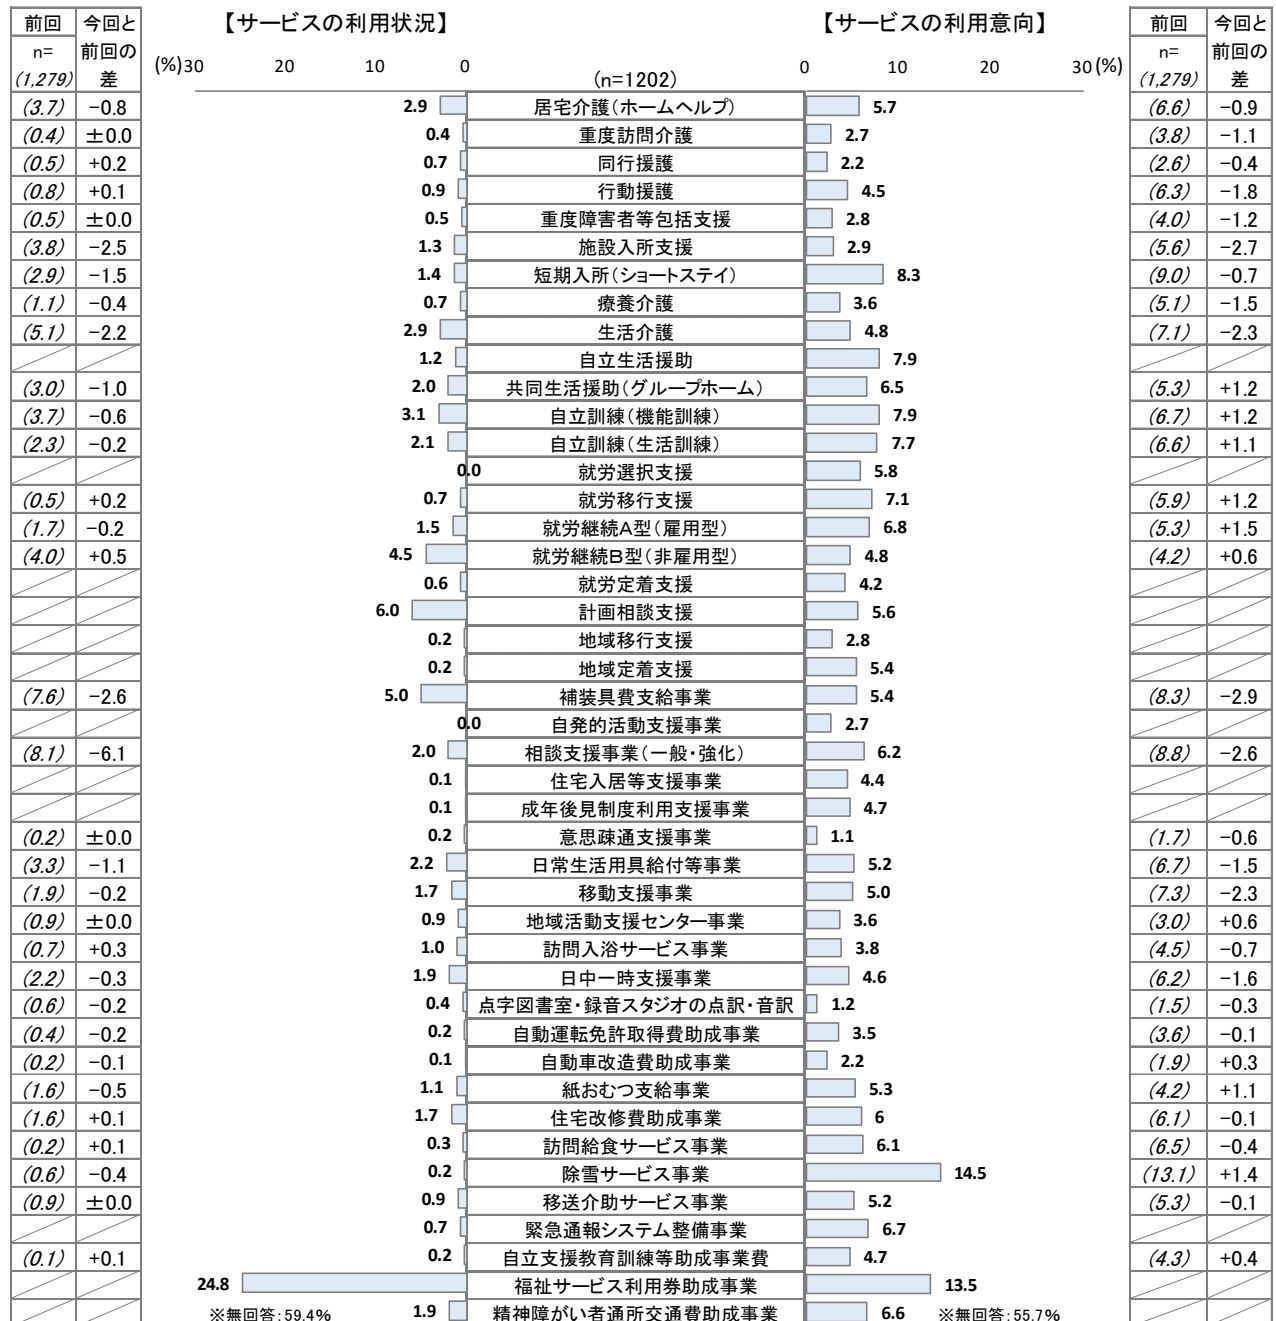 前回 今回と 【サービスの利用状況】 【サービスの利用意向】 前回 今回と
n= 前回の n= 前回の
(1,279) 差 (%)30 20 10 0 (n=1202) 0 10 20 30(%) (1,279) 差
(3.7) −0.8 2.9 居宅介護(ホームヘルプ) 5.7 (6.6) −0.9
(0.4) ±0.0 0.4 重度訪問介護 2.7 (3.8) −1.1
(0.5) +0.2 0.7 同行援護 2.2 (2.6) −0.4
(0.8) +0.1 0.9 行動援護 4.5 (6.3) −1.8
(0.5) ±0.0 0.5 重度障害者等包括支援 2.8 (4.0) −1.2
(3.8) −2.5 1.3 施設入所支援 2.9 (5.6) −2.7
(2.9) −1.5 1.4 短期入所(ショートステイ) 8.3 (9.0) −0.7
(1.1) −0.4 0.7 療養介護 3.6 (5.1) −1.5
(5.1) −2.2 2.9 生活介護 4.8 (7.1) −2.3
1.2 自立生活援助 7.9
(3.0) −1.0 2.0 共同生活援助(グループホーム) 6.5 (5.3) +1.2
(3.7) −0.6 3.1 自立訓練(機能訓練) 7.9 (6.7) +1.2
(2.3) −0.2 2.1 自立訓練(生活訓練) 7.7 (6.6) +1.1
0.0 就労選択支援 5.8
(0.5) +0.2 0.7 就労移行支援 7.1 (5.9) +1.2
(1.7) −0.2 1.5 就労継続A型(雇用型) 6.8 (5.3) +1.5
(4.0) +0.5 4.5 就労継続B型(非雇用型) 4.8 (4.2) +0.6
0.6 就労定着支援 4.2
6.0 計画相談支援 5.6
0.2 地域移行支援 2.8
0.2 地域定着支援 5.4
(7.6) −2.6 5.0 補装具費支給事業 5.4 (8.3) −2.9
0.0 自発的活動支援事業 2.7
(8.1) −6.1 2.0 相談支援事業(一般・強化) 6.2 (8.8) −2.6
0.1 住宅入居等支援事業 4.4
0.1 成年後見制度利用支援事業 4.7
(0.2) ±0.0 0.2 意思疎通支援事業 1.1 (1.7) −0.6
(3.3) −1.1 2.2 日常生活用具給付等事業 5.2 (6.7) −1.5
(1.9) −0.2 1.7 移動支援事業 5.0 (7.3) −2.3
(0.9) ±0.0 0.9 地域活動支援センター事業 3.6 (3.0) +0.6
(0.7) +0.3 1.0 訪問入浴サービス事業 3.8 (4.5) −0.7
(2.2) −0.3 1.9 日中一時支援事業 4.6 (6.2) −1.6
(0.6) −0.2 0.4 点字図書室・録音スタジオの点訳・音訳 1.2 (1.5) −0.3
(0.4) −0.2 0.2 自動運転免許取得費助成事業 3.5 (3.6) −0.1
(0.2) −0.1 0.1 自動車改造費助成事業 2.2 (1.9) +0.3
(1.6) −0.5 1.1 紙おむつ支給事業 5.3 (4.2) +1.1
(1.6) +0.1 1.7 住宅改修費助成事業 6 (6.1) −0.1
(0.2) +0.1 0.3 訪問給食サービス事業 6.1 (6.5) −0.4
(0.6) −0.4 0.2 除雪サービス事業 14.5 (13.1) +1.4
(0.9) ±0.0 0.9 移送介助サービス事業 5.2 (5.3) −0.1
0.7 緊急通報システム整備事業 6.7
(0.1) +0.1 0.2 自立支援教育訓練等助成事業費 4.7 (4.3) +0.4
24.8 福祉サービス利用券助成事業 13.5
※無回答:59.4% 1.9 精神障がい者通所交通費助成事業 6.6 ※無回答:55.7%